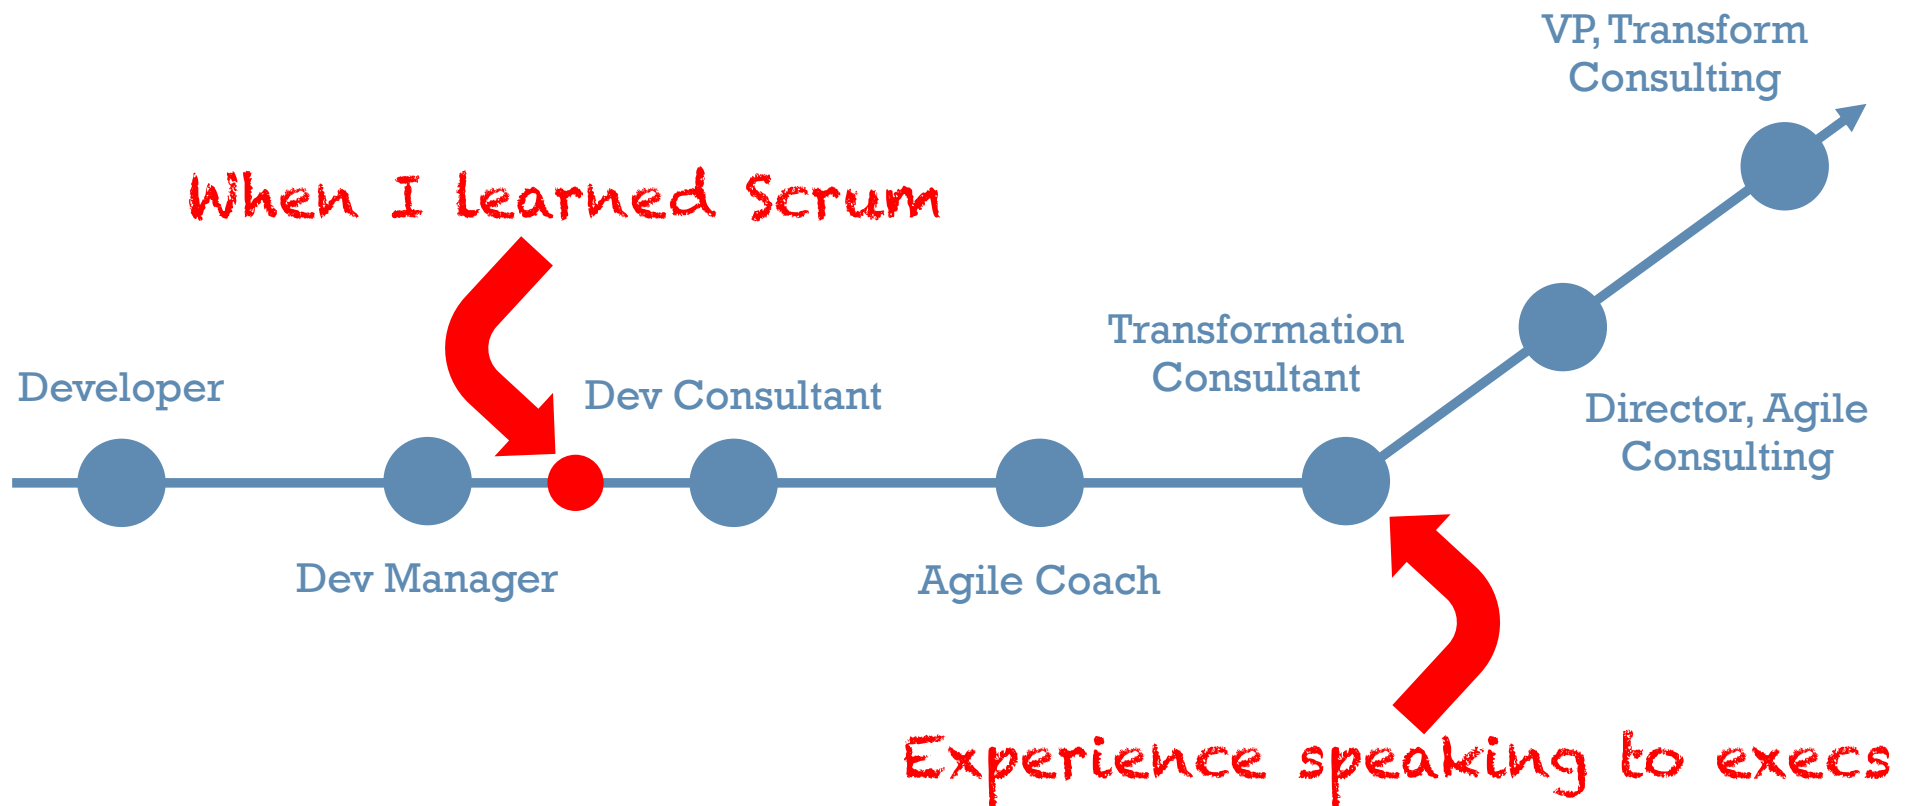 VP, Transform
Consulting
When I learned Scrum
Transformation
Consultant
Developer
Dev Consultant
Director, Agile
Consulting
Dev Manager
Agile Coach
Experience speaking to execs